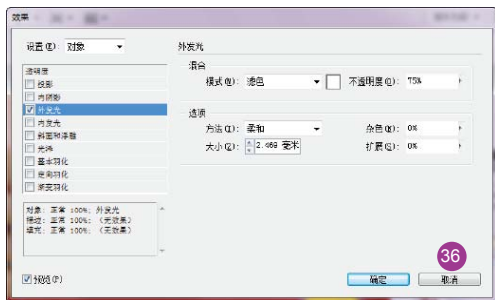 效果
设置(E): 对象
外发光
透明度
投影
内阴影
外发光
内发光
斜面和浮雕
光泽
基本羽化
定向羽化
渐变羽化
混合
模式(M): 滤色
不透明度(O): 75%
选项
方法(Q): 柔和
杂色(N): 0%
大小(Z): 2.469 毫米
扩展(S): 0%
对象: 正常 100%; 外发光
描边: 正常 100%; (无效果)
填充: 正常 100%; (无效果)
36
预览(P)
确定
取消